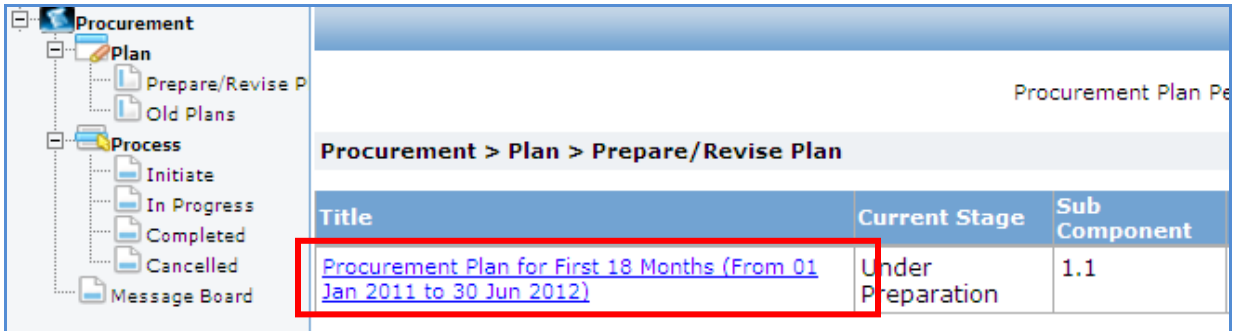 Procurement
Plan
Prepare/Revise P
Old Plans
Process
Initiate
In Progress
Completed
Cancelled
Message Board
Procurement Plan Pe
Procurement > Plan > Prepare/Revise Plan
Title Current Stage Sub Component
Procurement Plan for First 18 Months (From 01
Jan 2011 to 30 Jun 2012)
Under
Preparation
1.1